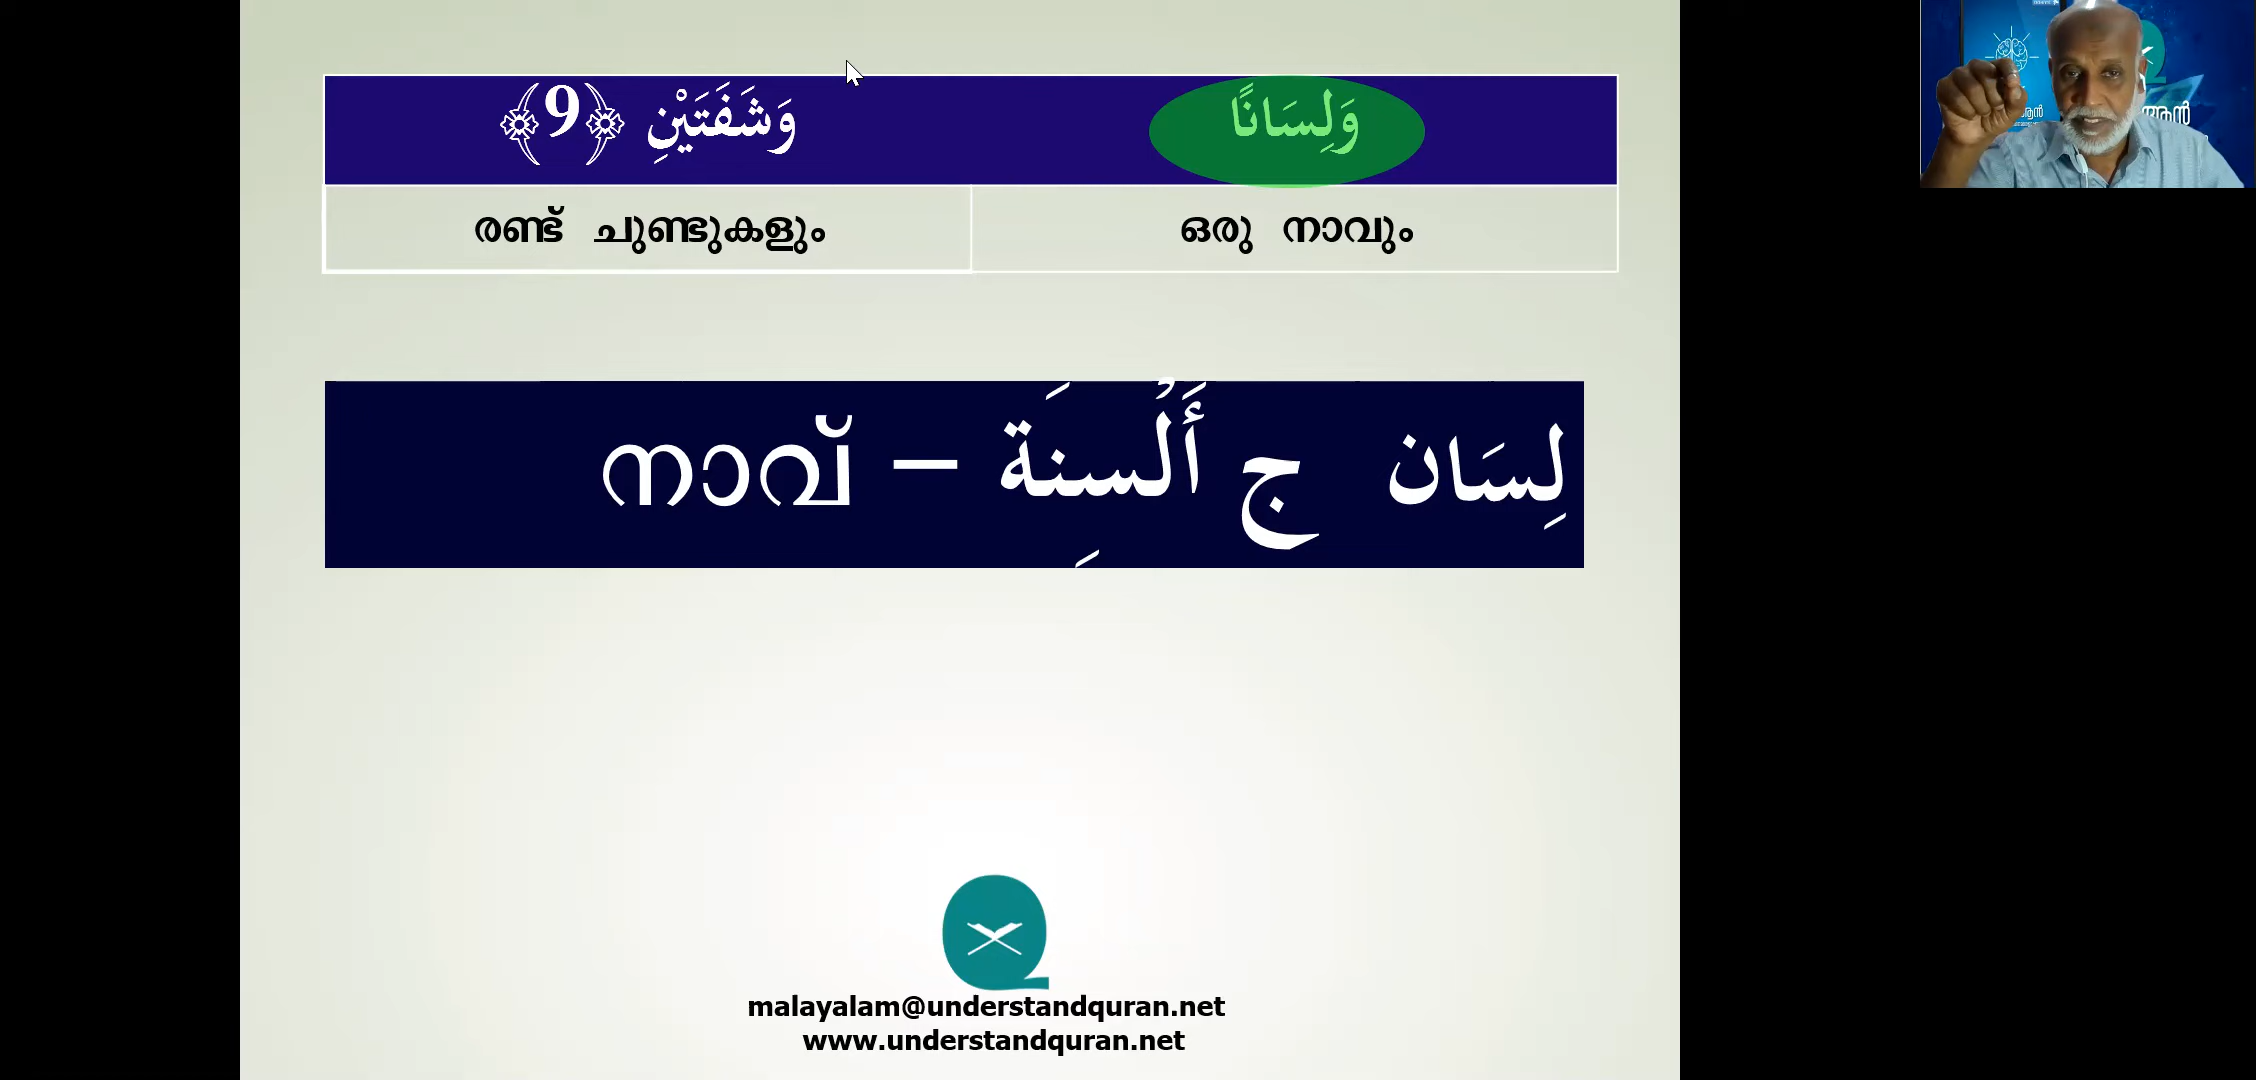 وَلِسَانًا وَشَفَتَيْنِ ﴿9﴾
ഒരു നാവും രണ്ട് ചുണ്ടുകളും
لِسَان ج أَلْسِنَة – നാവ്
malayalam@understandquran.net
www.understandquran.net